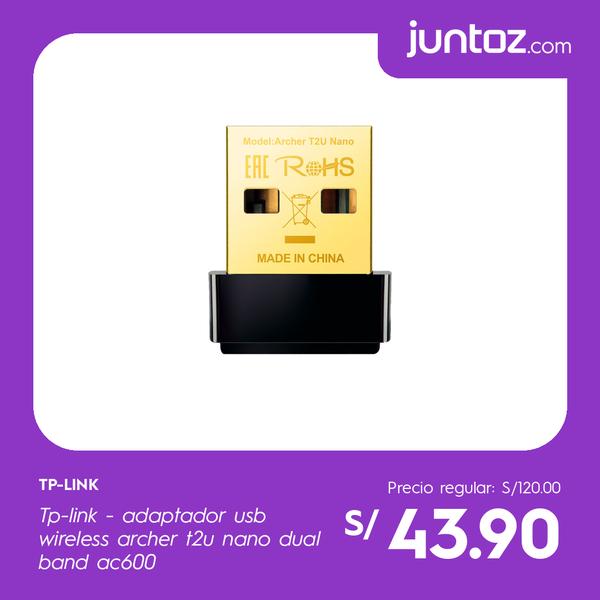 juntoz.com
Model:Archer T2U Nano
EAC RoHS
MADE IN CHINA
TP-LINK
Tp-link - adaptador usb
wireless archer t2u nano dual
band ac600
Precio regular: S/120.00
S/ 43.90